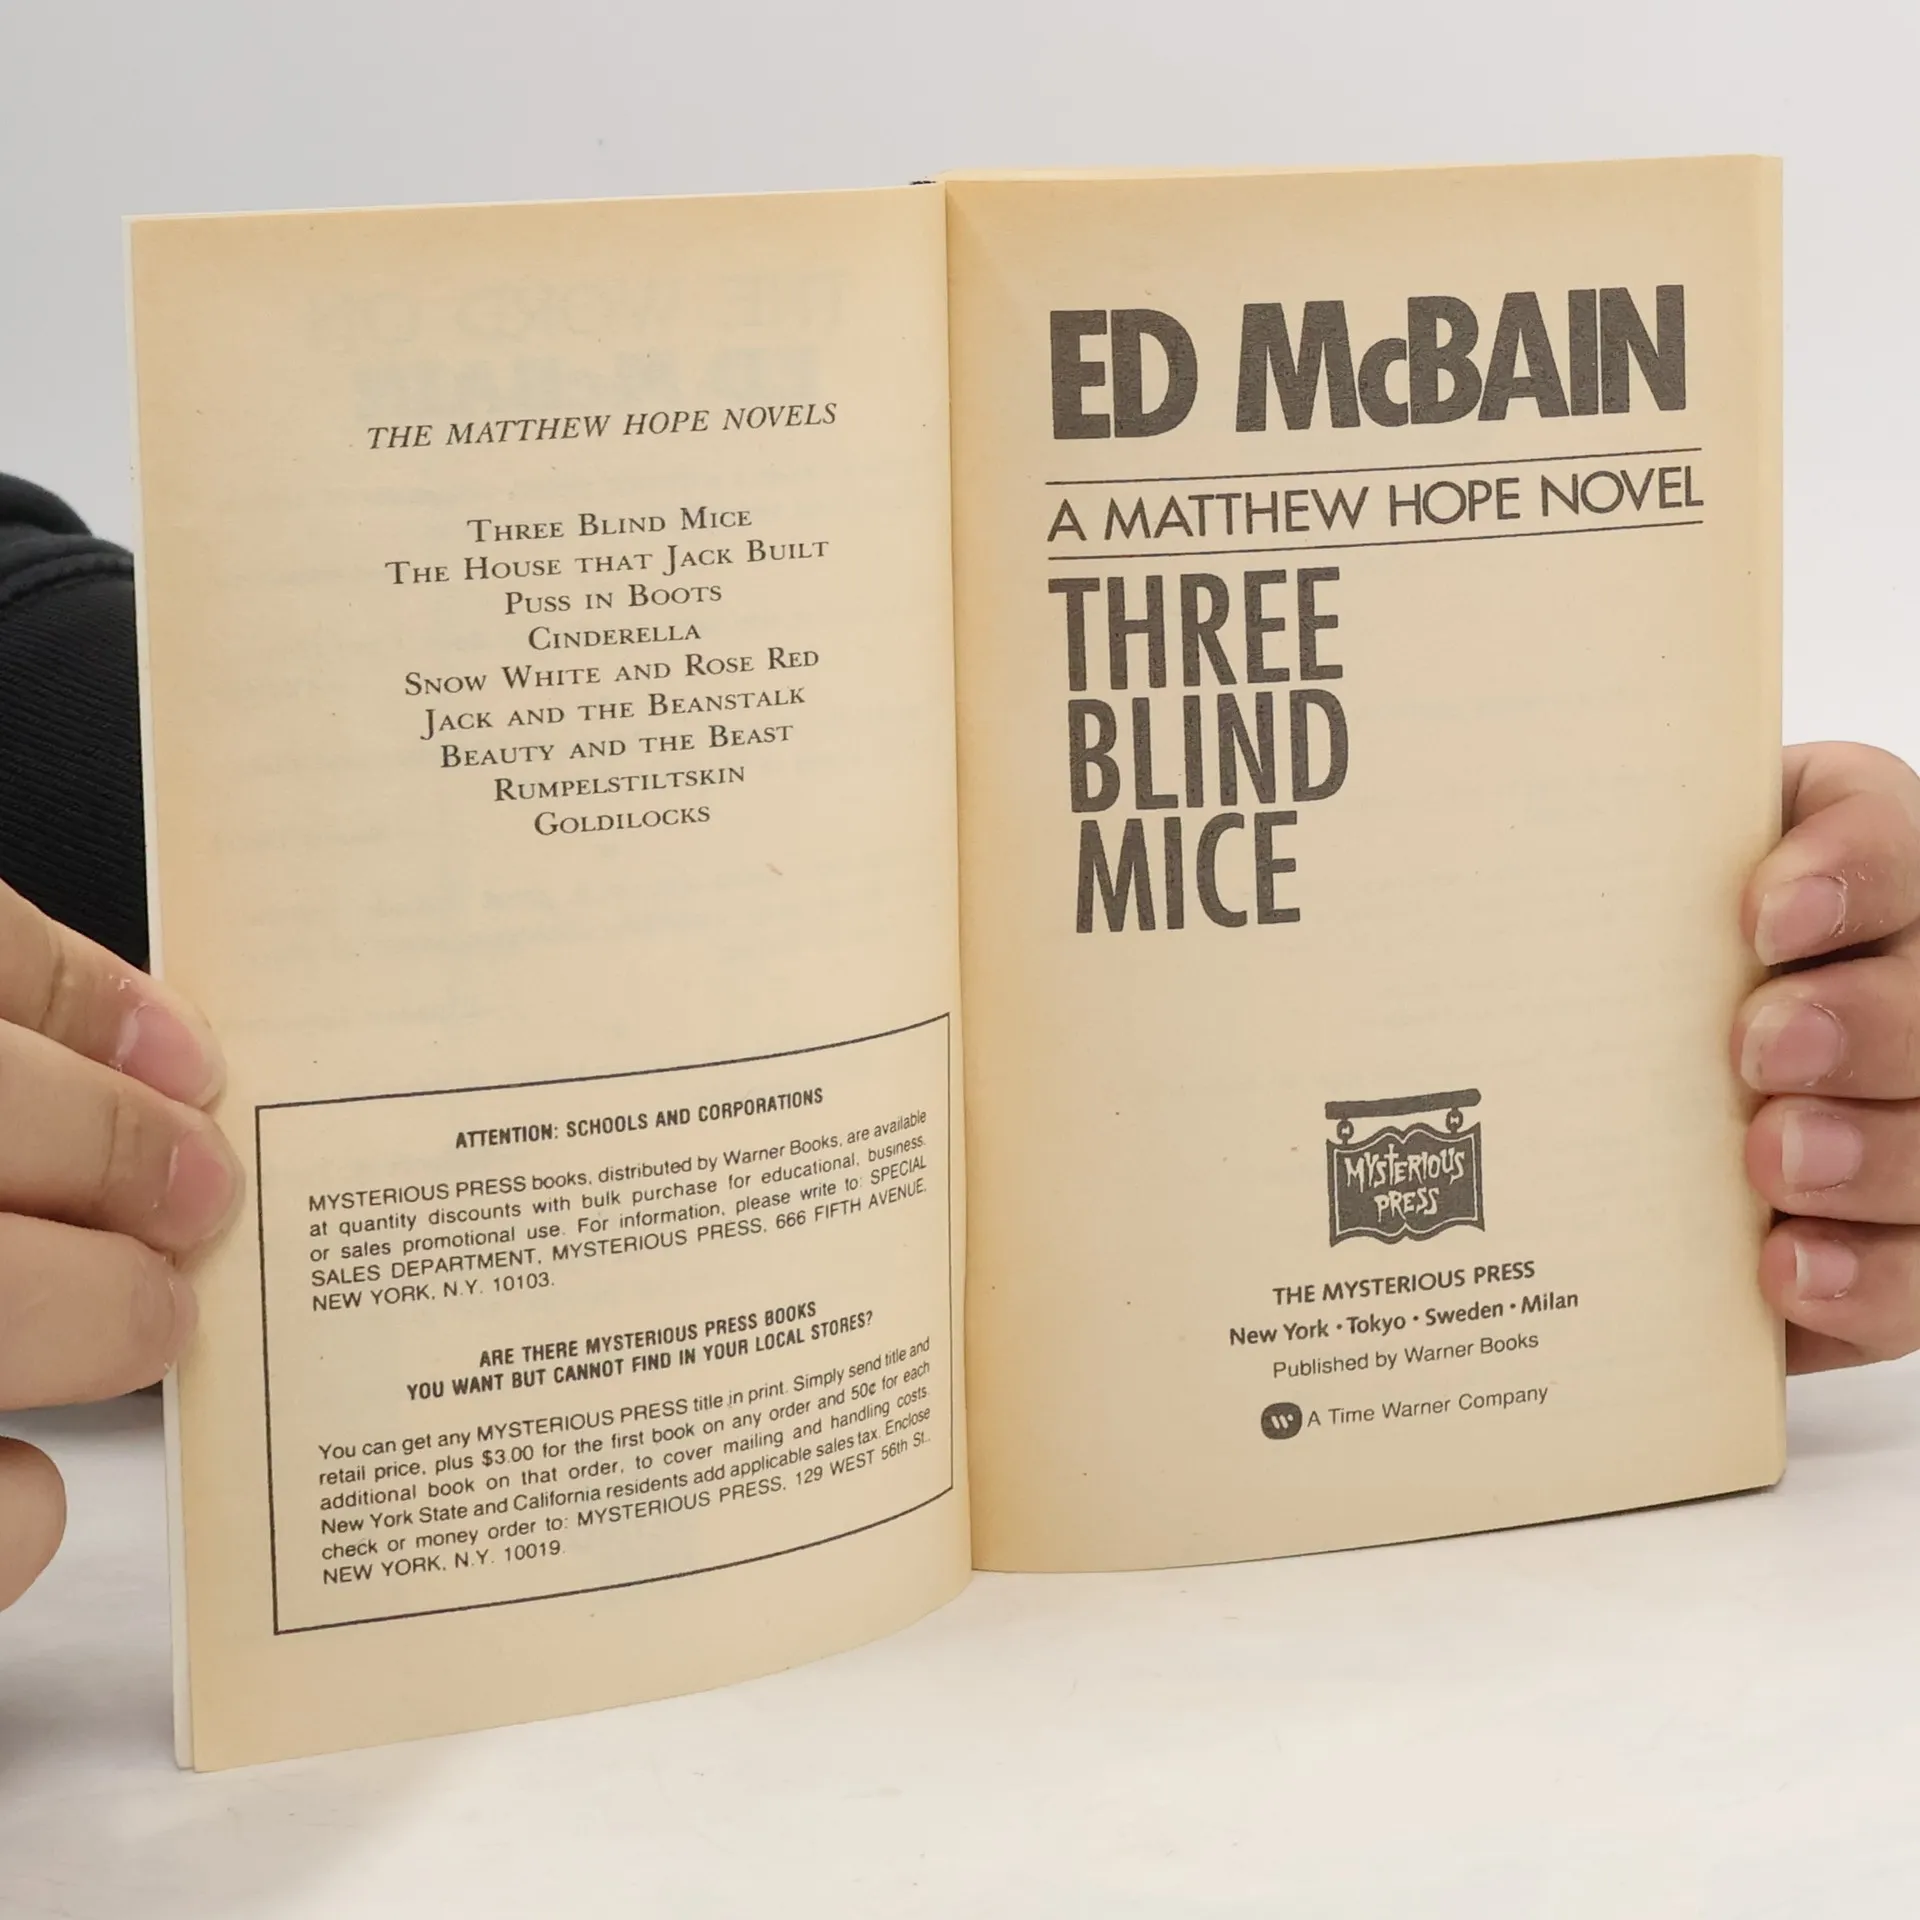 THE MATTHEW HOPE NOVELS
THREE BLIND MICE
THE HOUSE THAT JACK BUILT
PUSS IN BOOTS
CINDERELLA
SNOW WHITE AND ROSE RED
JACK AND THE BEANSTALK
BEAUTY AND THE BEAST
RUMPELSTILTSKIN
GOLDILOCKS
ATTENTION: SCHOOLS AND CORPORATIONS
MYSTERIOUS PRESS books, distributed by Warner Books, are available
at quantity discounts with bulk purchase for educational, business,
or sales promotional use. For information, please write to: SPECIAL
SALES DEPARTMENT, MYSTERIOUS PRESS, 666 FIFTH AVENUE,
NEW YORK, N.Y. 10103.
ARE THERE MYSTERIOUS PRESS BOOKS
YOU WANT BUT CANNOT FIND IN YOUR LOCAL STORES?
You can get any MYSTERIOUS PRESS title in print. Simply send title and
retail price, plus $3.00 for the first book on any order and 50¢ for each
additional book on that order, to cover mailing and handling costs.
New York State and California residents add applicable sales tax. Enclose
check or money order to: MYSTERIOUS PRESS, 129 WEST 56th St.,
NEW YORK, N.Y. 10019.
ED McBAIN
A MATTHEW HOPE NOVEL
THREE
BLIND
MICE
MYSTERIOUS
PRESS
THE MYSTERIOUS PRESS
New York • Tokyo • Sweden • Milan
Published by Warner Books
A Time Warner Company